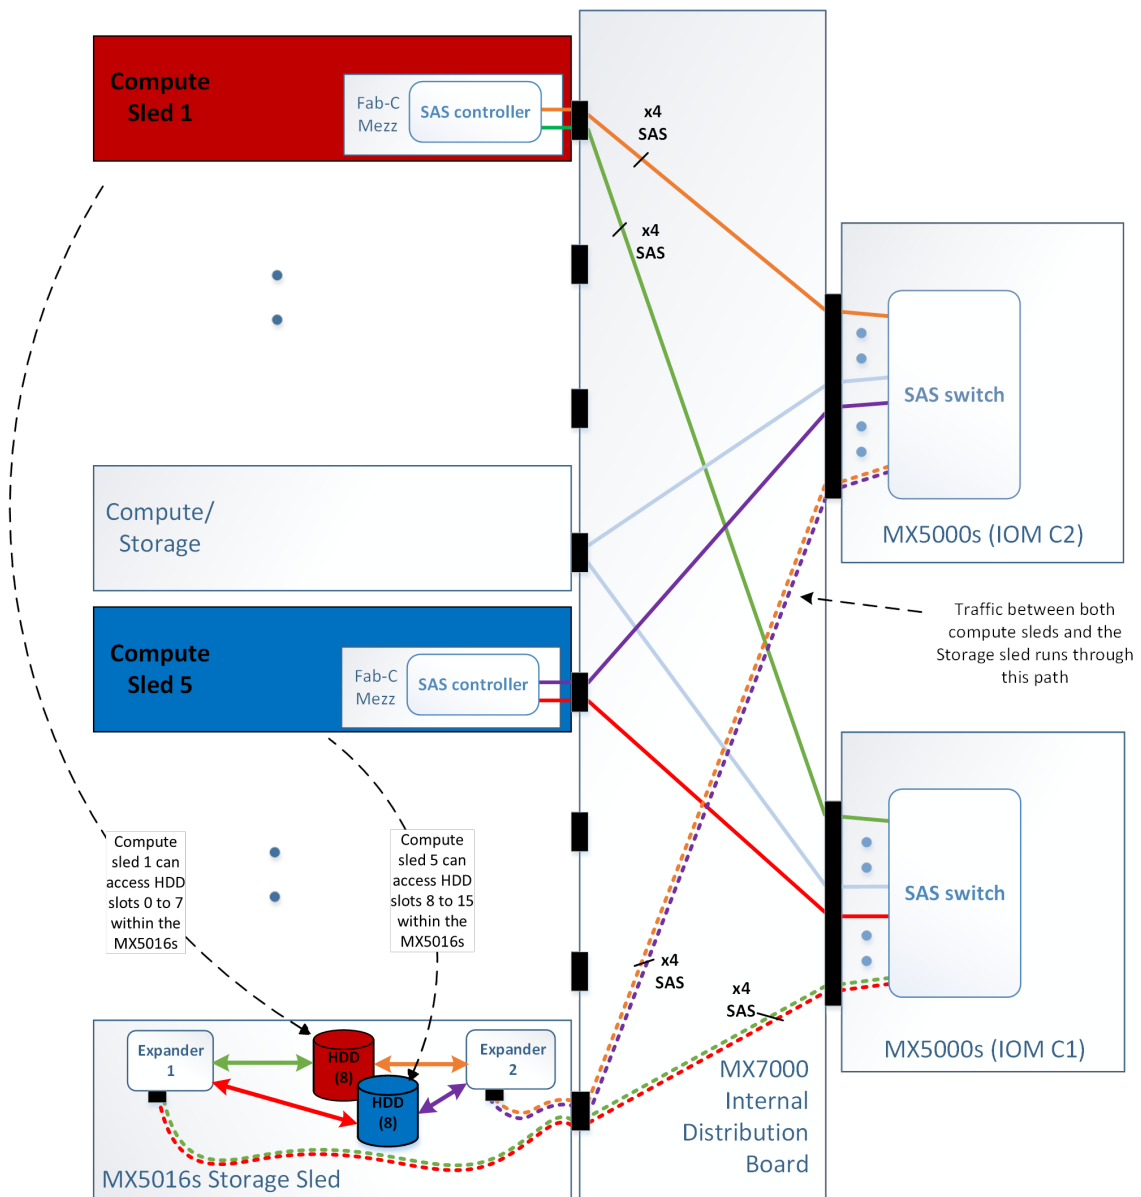 Compute
Sled 1
Fab-C
Mezz
SAS controller
x4
SAS
x4
SAS
SAS switch
MX5000s (IOM C2)
Compute/
Storage
Traffic between both
compute sleds and the
Storage sled runs through
this path
Compute
Sled 5
Fab-C
Mezz
SAS controller
Compute
sled 1 can
access HDD
slots 0 to 7
within the
MX5016s
Compute
sled 5 can
access HDD
slots 8 to 15
within the
MX5016s
SAS switch
MX5000s (IOM C1)
x4
SAS
x4
SAS
Expander
1
HDD
(8)
HDD
(8)
Expander
2
MX5016s Storage Sled
MX7000
Internal
Distribution
Board